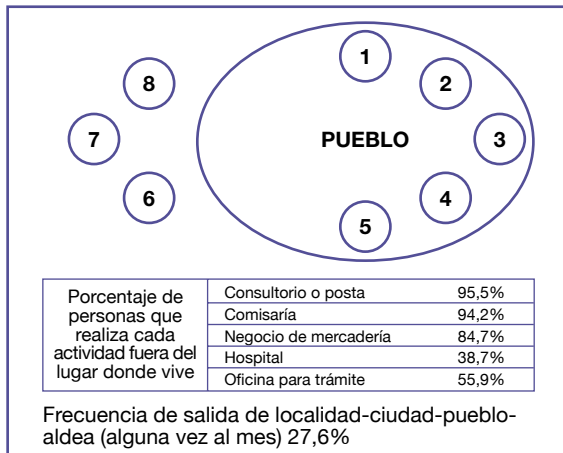 1
8
2
7
PUEBLO
3
6
4
5
Porcentaje de
personas que
realiza cada
actividad fuera del
lugar donde vive
Consultorio o posta 95,5%
Comisaría 94,2%
Negocio de mercadería 84,7%
Hospital 38,7%
Oficina para trámite 55,9%
Frecuencia de salida de localidad-ciudad-pueblo-
aldea (alguna vez al mes) 27,6%